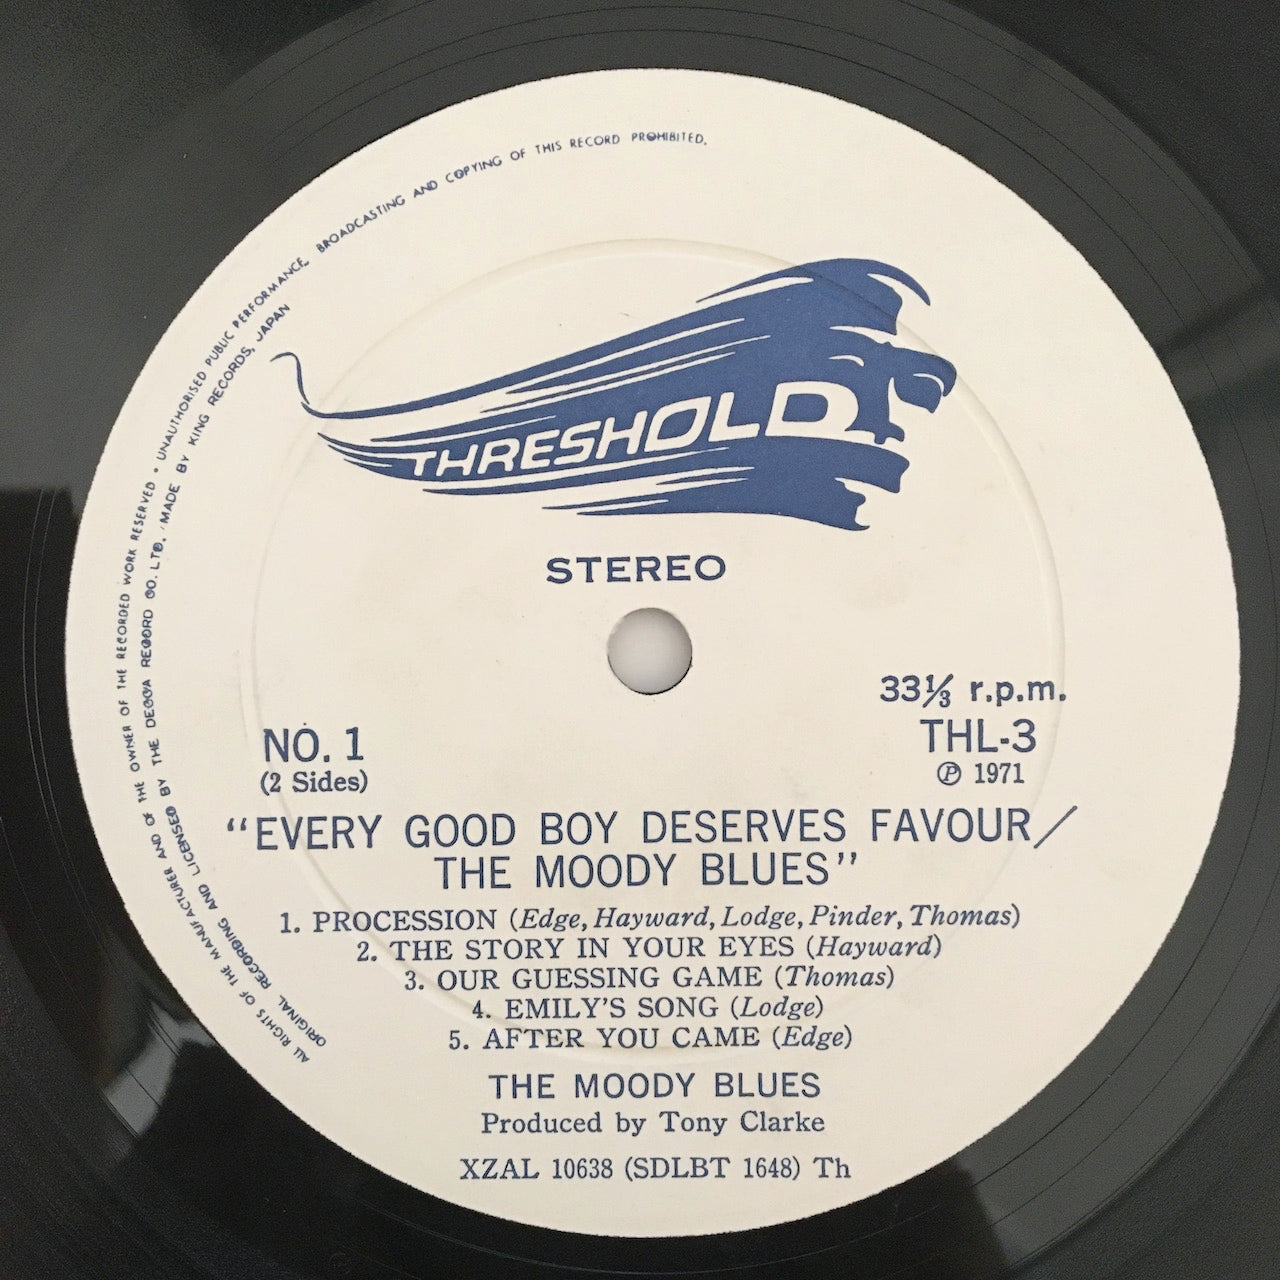 ALL RIGHTS OF THE MANUFACTURER AND OF THE OWNER OF THE RECORDED WORK RESERVED • UNAUTHORISED PUBLIC PERFORMANCE, BROADCASTING AND COPYING OF THIS RECORD PROHIBITED.
ORIGINAL RECORDING AND LICENSED BY THE DECCA RECORD CO. LTD. / MADE BY KING RECORDS, JAPAN
THRESHOLD
STEREO
33⅓ r.p.m.
NO. 1
THL-3
(2 Sides)
℗ 1971
“EVERY GOOD BOY DESERVES FAVOUR/
THE MOODY BLUES”
1. PROCESSION (Edge, Hayward, Lodge, Pinder, Thomas)
2. THE STORY IN YOUR EYES (Hayward)
3. OUR GUESSING GAME (Thomas)
4. EMILY’S SONG (Lodge)
5. AFTER YOU CAME (Edge)
THE MOODY BLUES
Produced by Tony Clarke
XZAL 10638 (SDLBT 1648) Th